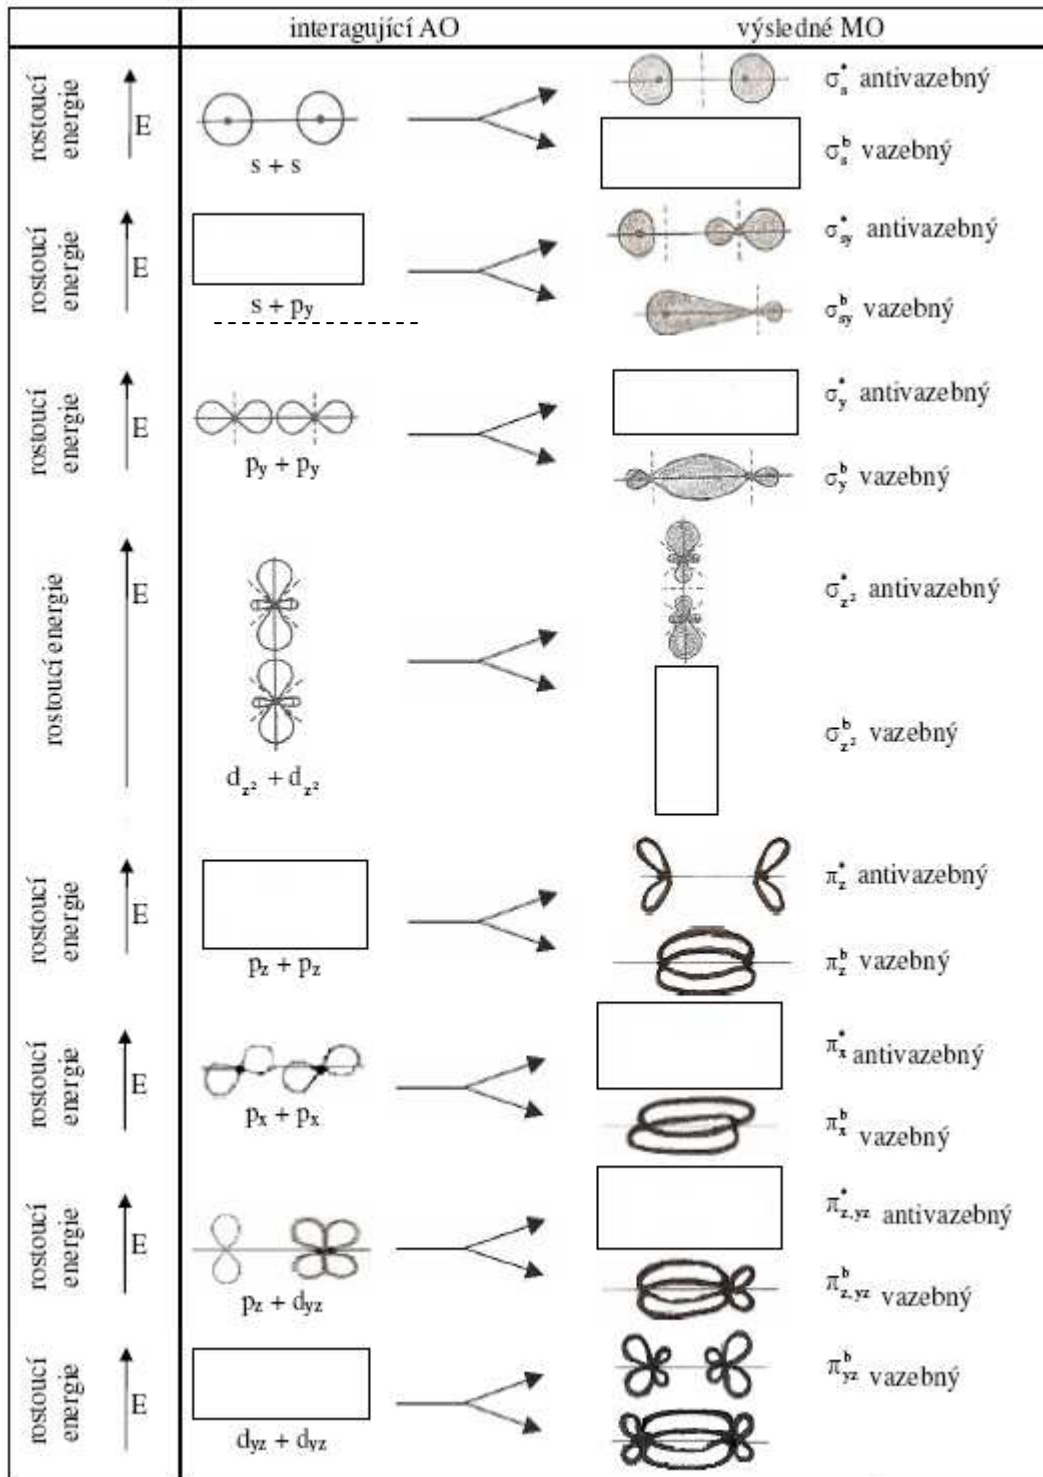 interagující AO
výsledné MO
rostoucí
energie
E
s + s
σ*s antivazebný
σᵇs vazebný
rostoucí
energie
E
s + py
σ*sy antivazebný
σᵇsy vazebný
rostoucí
energie
E
py + py
σ*y antivazebný
σᵇy vazebný
rostoucí energie
E
dz² + dz²
σ*z² antivazebný
σᵇz² vazebný
rostoucí
energie
E
pz + pz
π*z antivazebný
πᵇz vazebný
rostoucí
energie
E
px + px
π*x antivazebný
πᵇx vazebný
rostoucí
energie
E
pz + dyz
π*z,yz antivazebný
πᵇz,yz vazebný
rostoucí
energie
E
dyz + dyz
πᵇyz vazebný